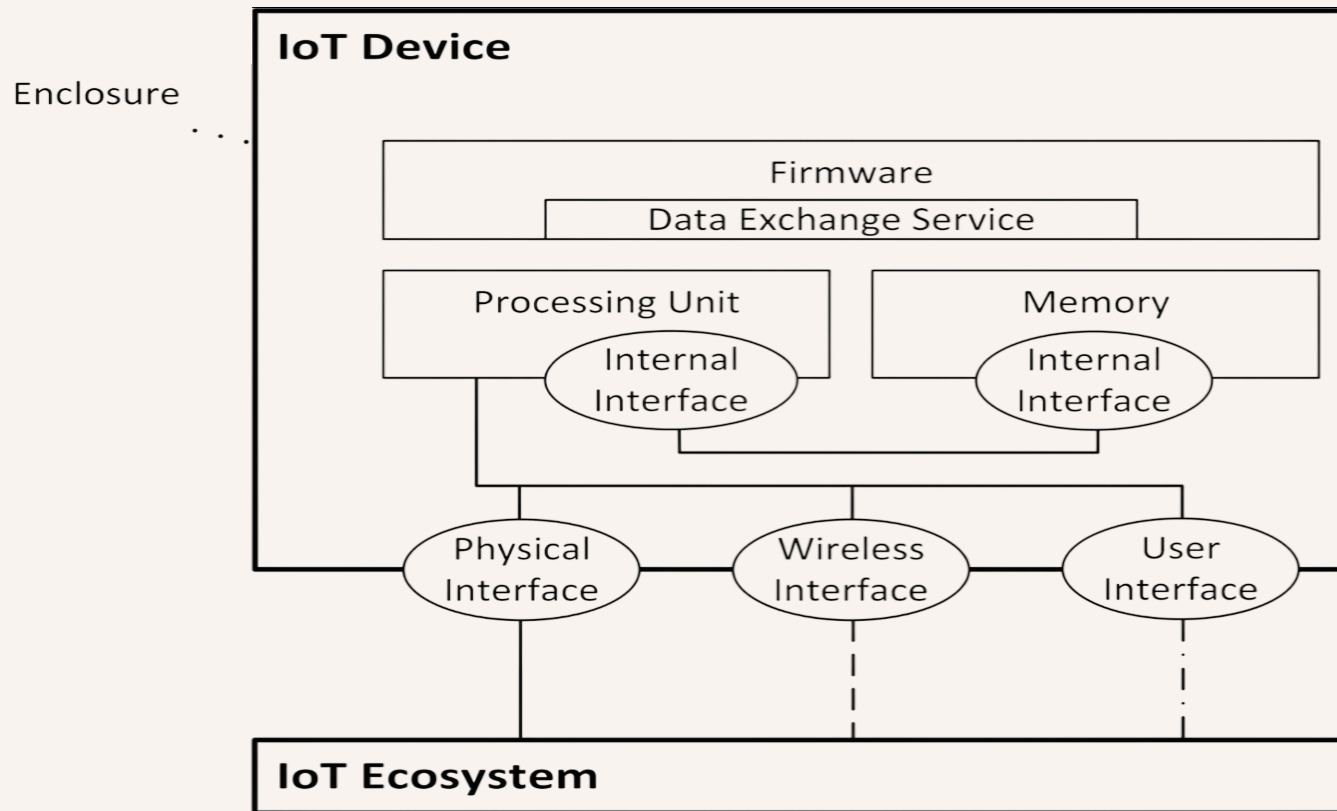 IoT Device
Enclosure
Firmware
Data Exchange Service
Processing Unit
Memory
Internal
Interface
Internal
Interface
Physical
Interface
Wireless
Interface
User
Interface
IoT Ecosystem